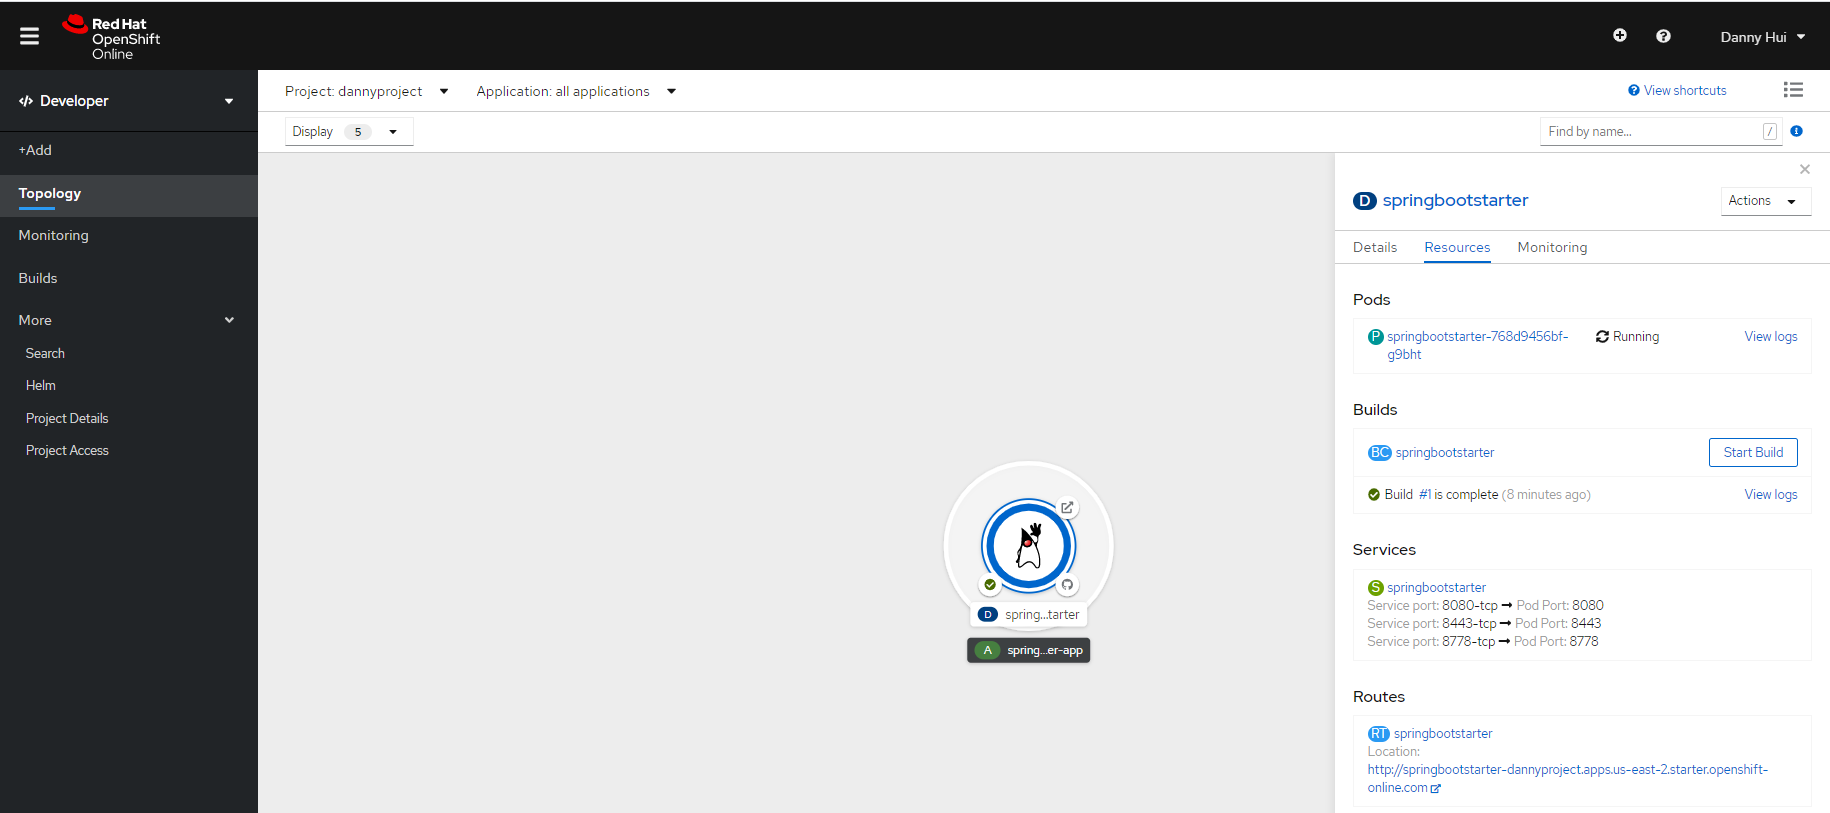 Red Hat
OpenShift
Online
Danny Hui
Developer
+Add
Topology
Monitoring
Builds
More
Search
Helm
Project Details
Project Access
Project: dannyproject
Application: all applications
View shortcuts
Display 5
Find by name... /
D springbootstarter
Actions
Details Resources Monitoring
Pods
P springbootstarter-768d9456bf-
g9bht
Running
View logs
Builds
BC springbootstarter
Start Build
Build #1 is complete (8 minutes ago)
View logs
Services
S springbootstarter
Service port: 8080-tcp → Pod Port: 8080
Service port: 8443-tcp → Pod Port: 8443
Service port: 8778-tcp → Pod Port: 8778
Routes
RT springbootstarter
Location:
http://springbootstarter-dannyproject.apps.us-east-2.starter.openshift-
online.com
D spring...tarter
A spring...er-app